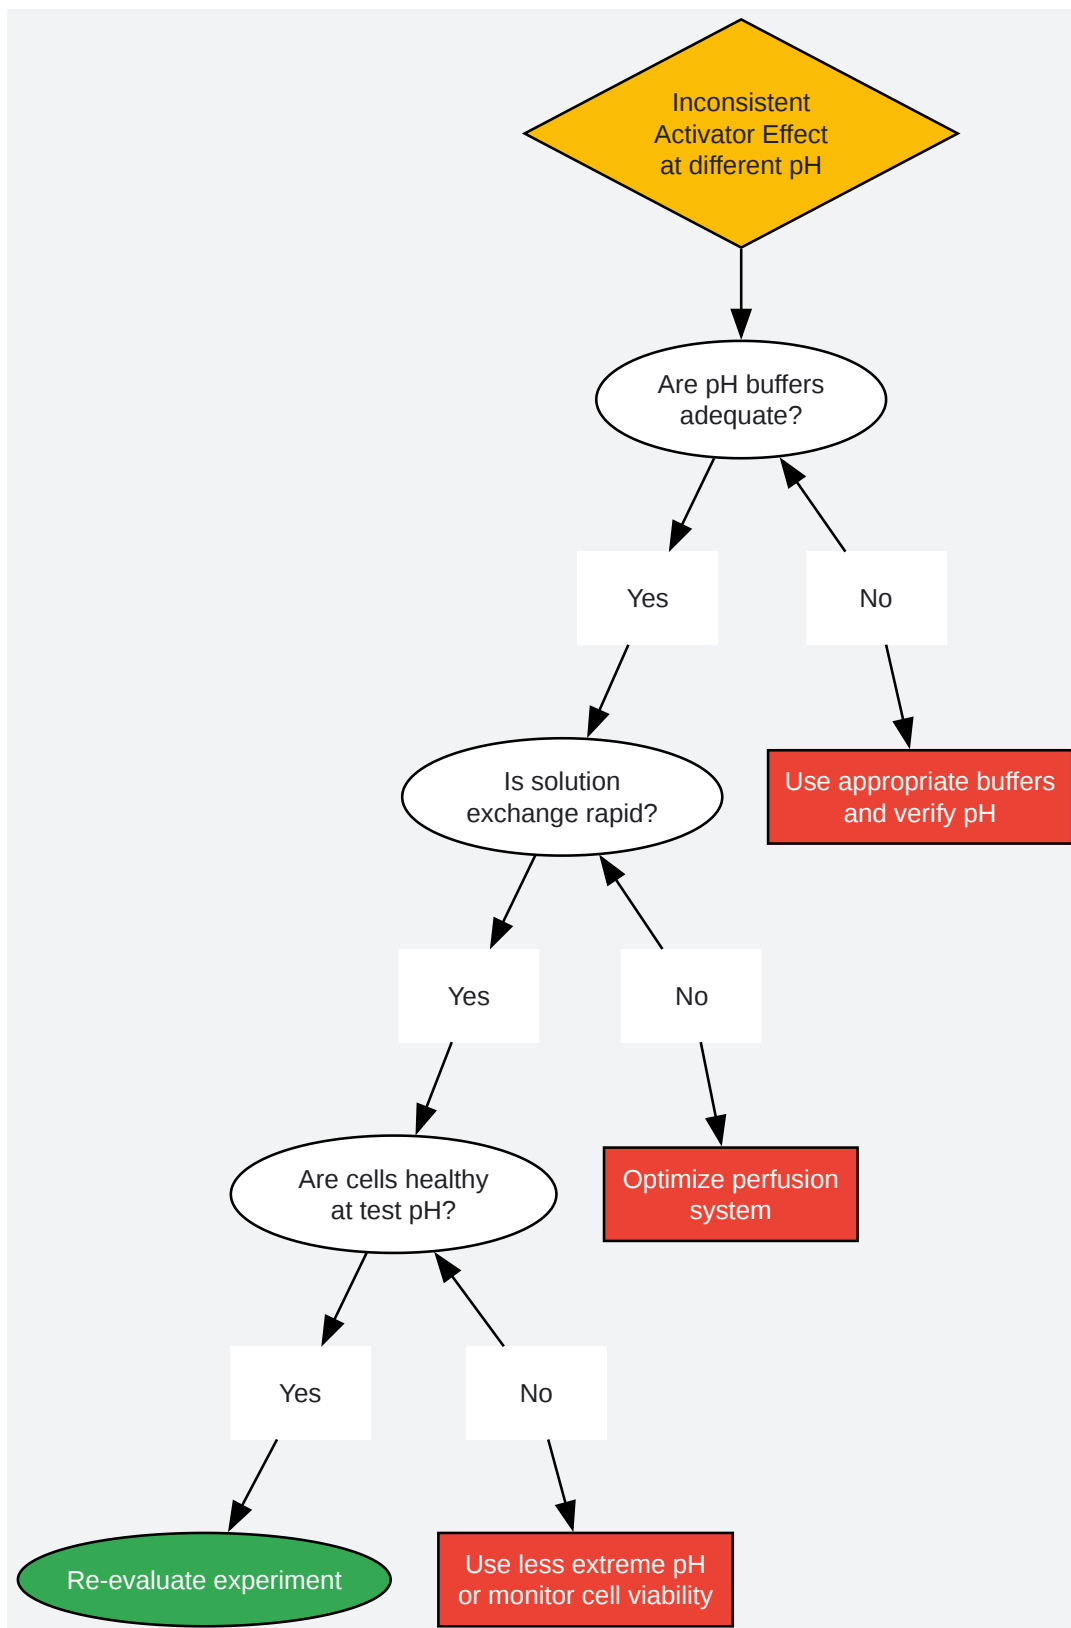 Inconsistent
Activator Effect
at different pH
Are pH buffers
adequate?
Yes
No
Is solution
exchange rapid?
Use appropriate buffers
and verify pH
Yes
No
Are cells healthy
at test pH?
Optimize perfusion
system
Yes
No
Re-evaluate experiment
Use less extreme pH
or monitor cell viability